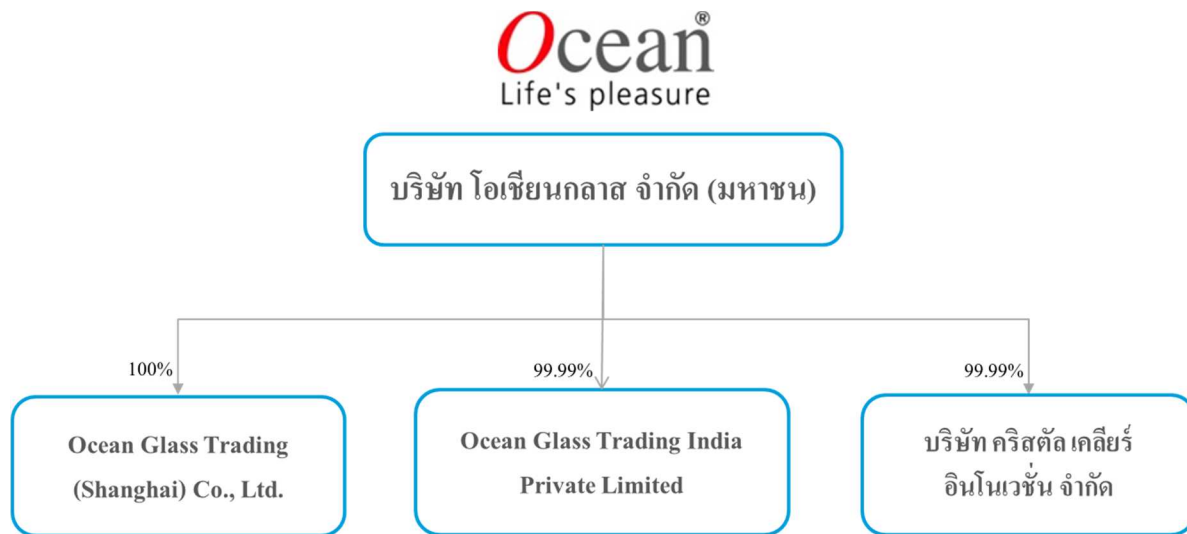 Ocean®
Life's pleasure
บริษัท โอเชียนกลาส จำกัด (มหาชน)
100%
99.99%
99.99%
Ocean Glass Trading
(Shanghai) Co., Ltd.
Ocean Glass Trading India
Private Limited
บริษัท คริสตัล เคลียร์
อินโนเวชั่น จำกัด